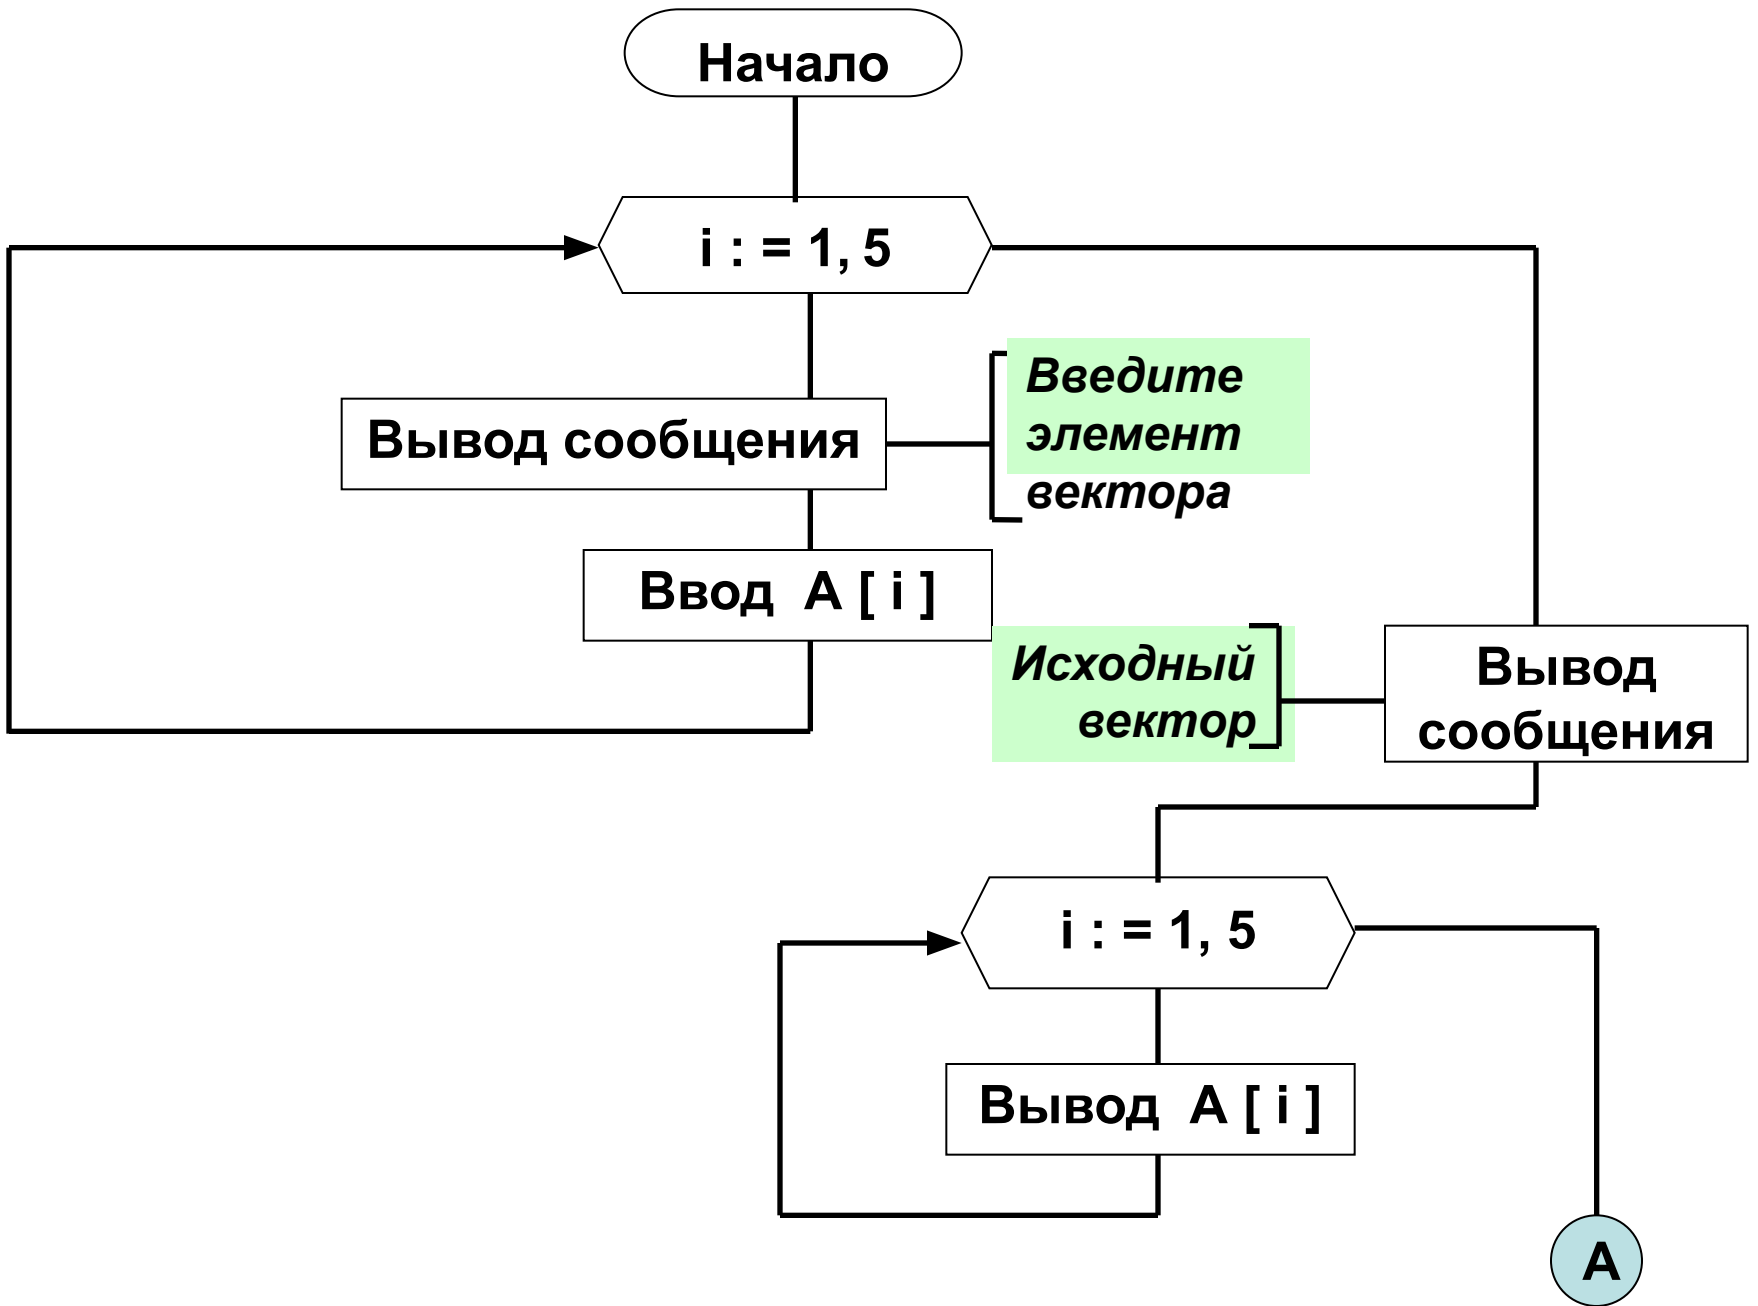 Начало
i : = 1, 5
Введите
элемент
вектора
Вывод сообщения
Ввод А [ i ]
Исходный
вектор
Вывод
сообщения
i : = 1, 5
Вывод А [ i ]
А